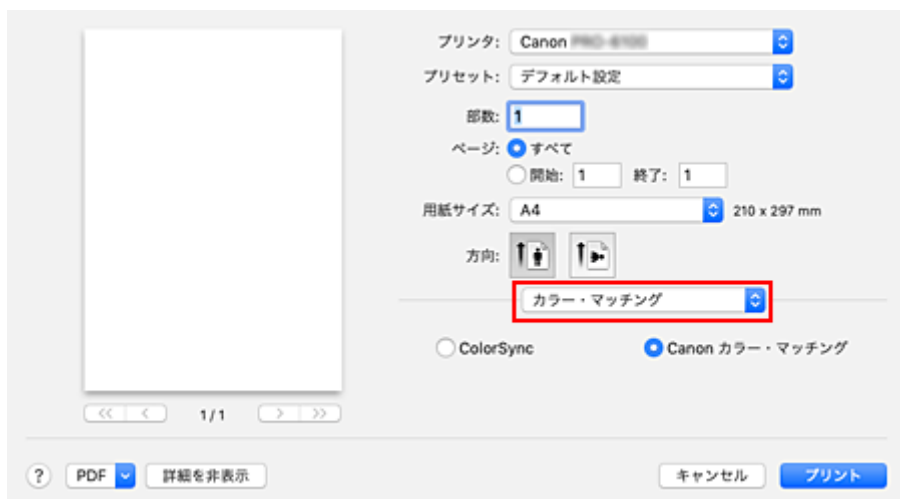 プリンタ: Canon
プリセット: デフォルト設定
部数: 1
ページ: すべて
開始: 1 終了: 1
用紙サイズ: A4 210 x 297 mm
方向:
カラー・マッチング
ColorSync Canon カラー・マッチング
1 / 1
? PDF 詳細を非表示 キャンセル プリント